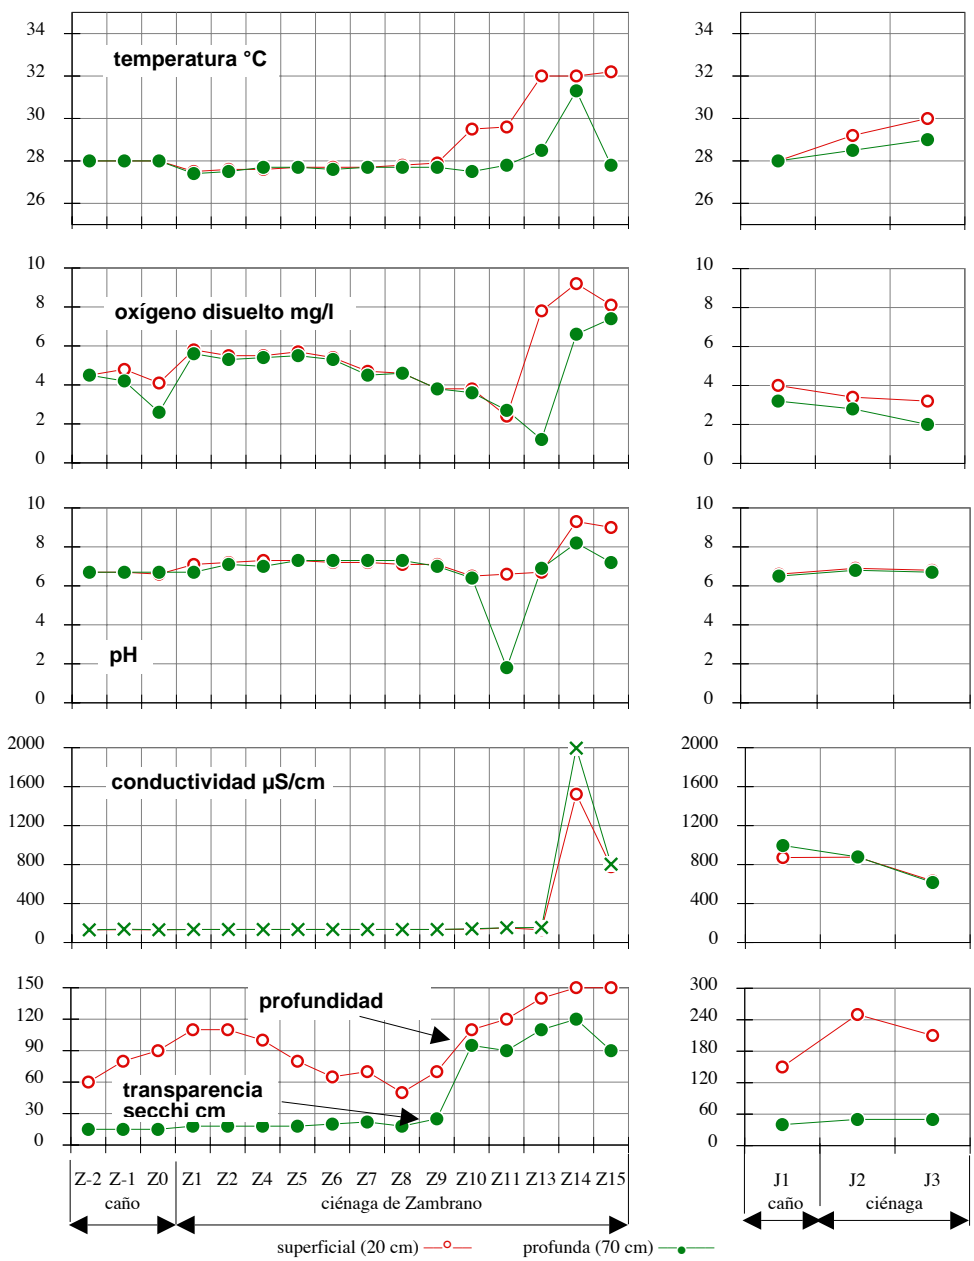 34 34
temperatura °C
32 32
30 30
28 28
26 26
10 10
8 8
oxígeno disuelto mg/l
6 6
4 4
2 2
0 0
10 10
8 8
6 6
4 4
pH
2 2
0 0
2000 2000
conductividad µS/cm
1600 1600
1200 1200
800 800
400 400
0 0
150 300
profundidad
120 240
90 180
60 120
transparencia
secchi cm
30 60
0 0
Z-2 Z-1 Z0 Z1 Z2 Z4 Z5 Z6 Z7 Z8 Z9 Z10 Z11 Z13 Z14 Z15 J1 J2 J3
caño ciénaga de Zambrano caño ciénaga
superficial (20 cm) profunda (70 cm)